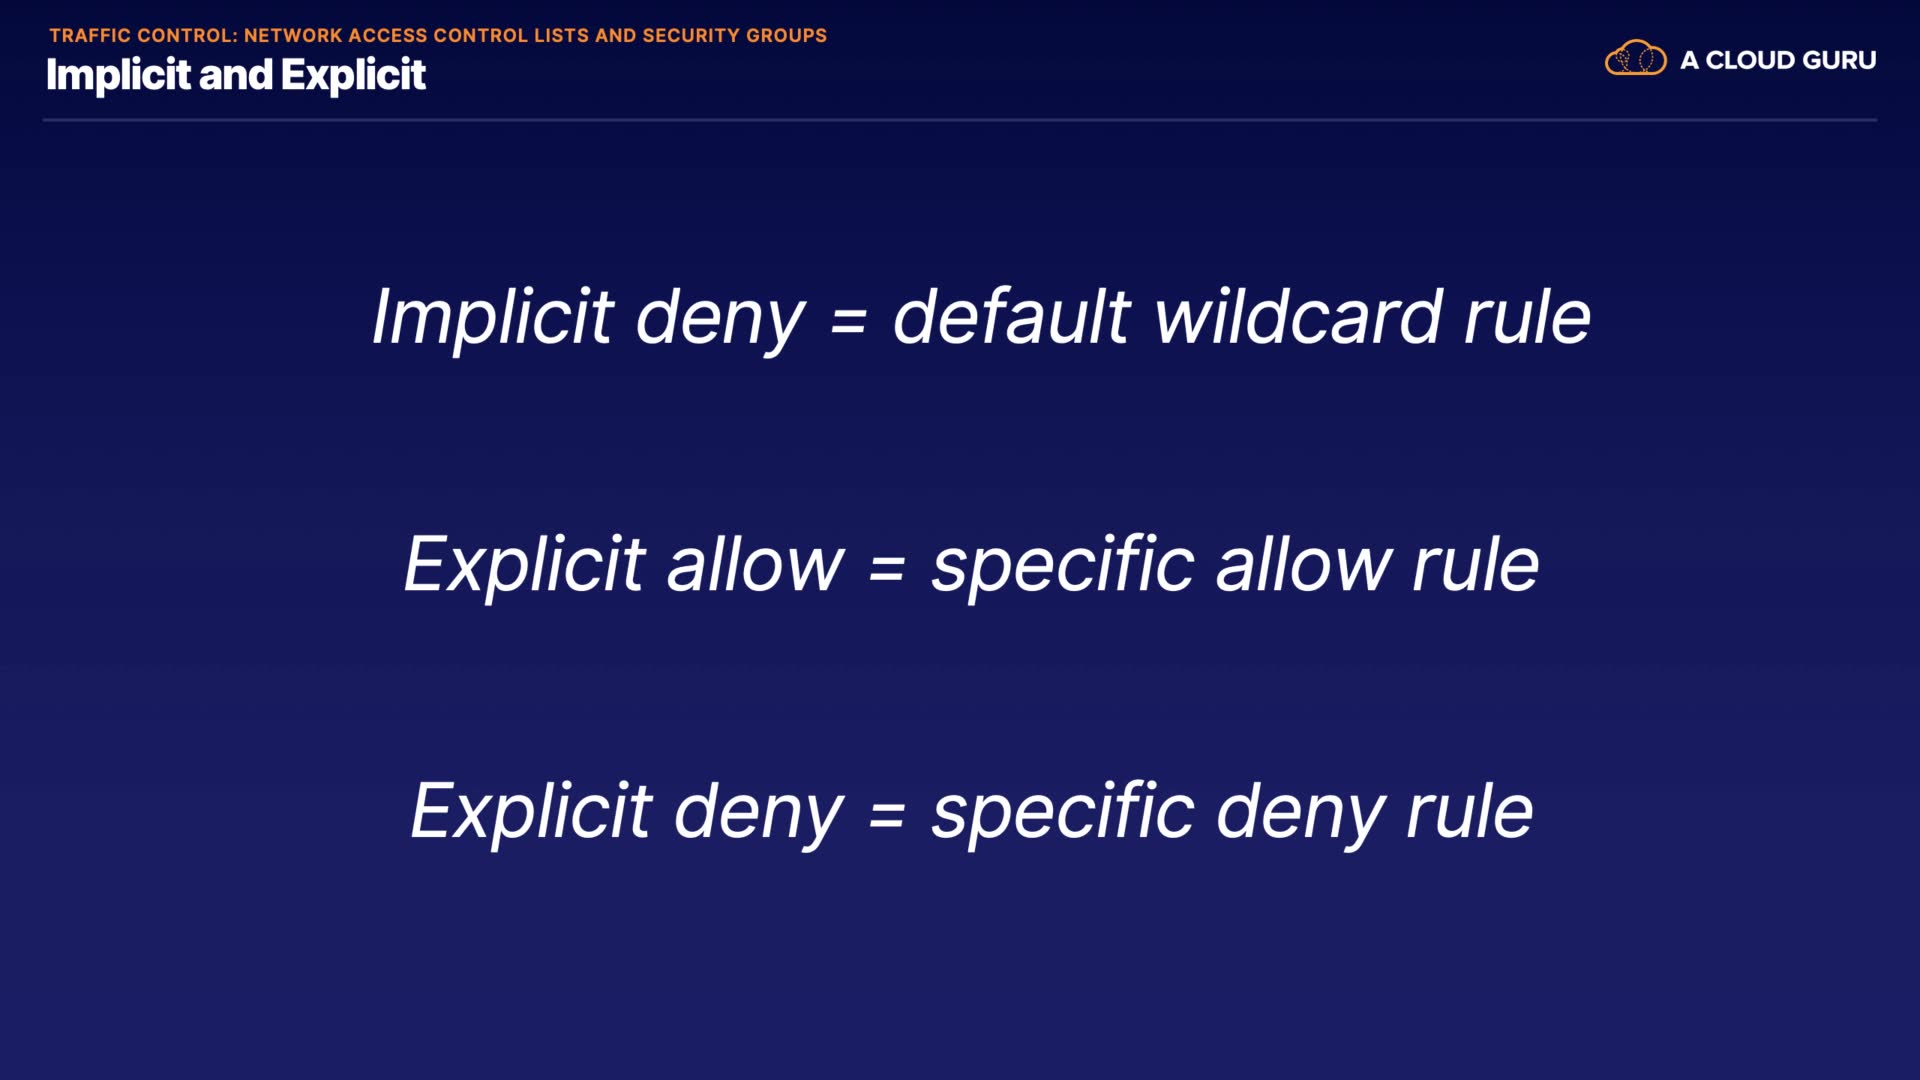 TRAFFIC CONTROL: NETWORK ACCESS CONTROL LISTS AND SECURITY GROUPS
Implicit and Explicit
A CLOUD GURU
Implicit deny = default wildcard rule
Explicit allow = specific allow rule
Explicit deny = specific deny rule